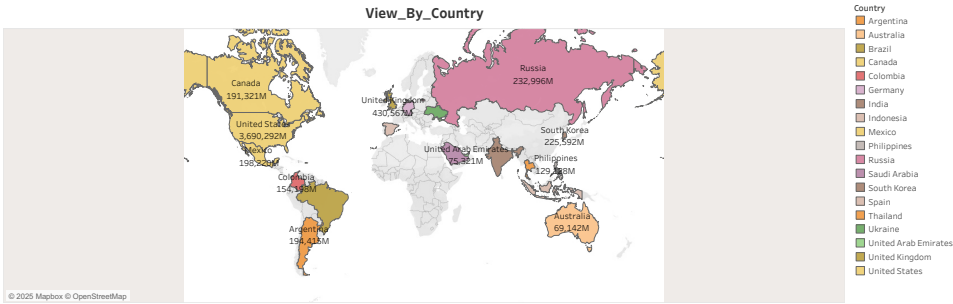 View_By_Country
Country
Argentina
Australia
Brazil
Canada
Colombia
Germany
India
Indonesia
Mexico
Philippines
Russia
Saudi Arabia
South Korea
Spain
Thailand
Ukraine
United Arab Emirates
United Kingdom
United States
Russia
232,996M
Canada
191,321M
United Kingdom
430,567M
United States
3,690,292M
South Korea
225,592M
Mexico
United Arab Emirates
75,321M
Philippines
Colombia
Australia
69,142M
Argentina
194,415M
© 2025 Mapbox © OpenStreetMap